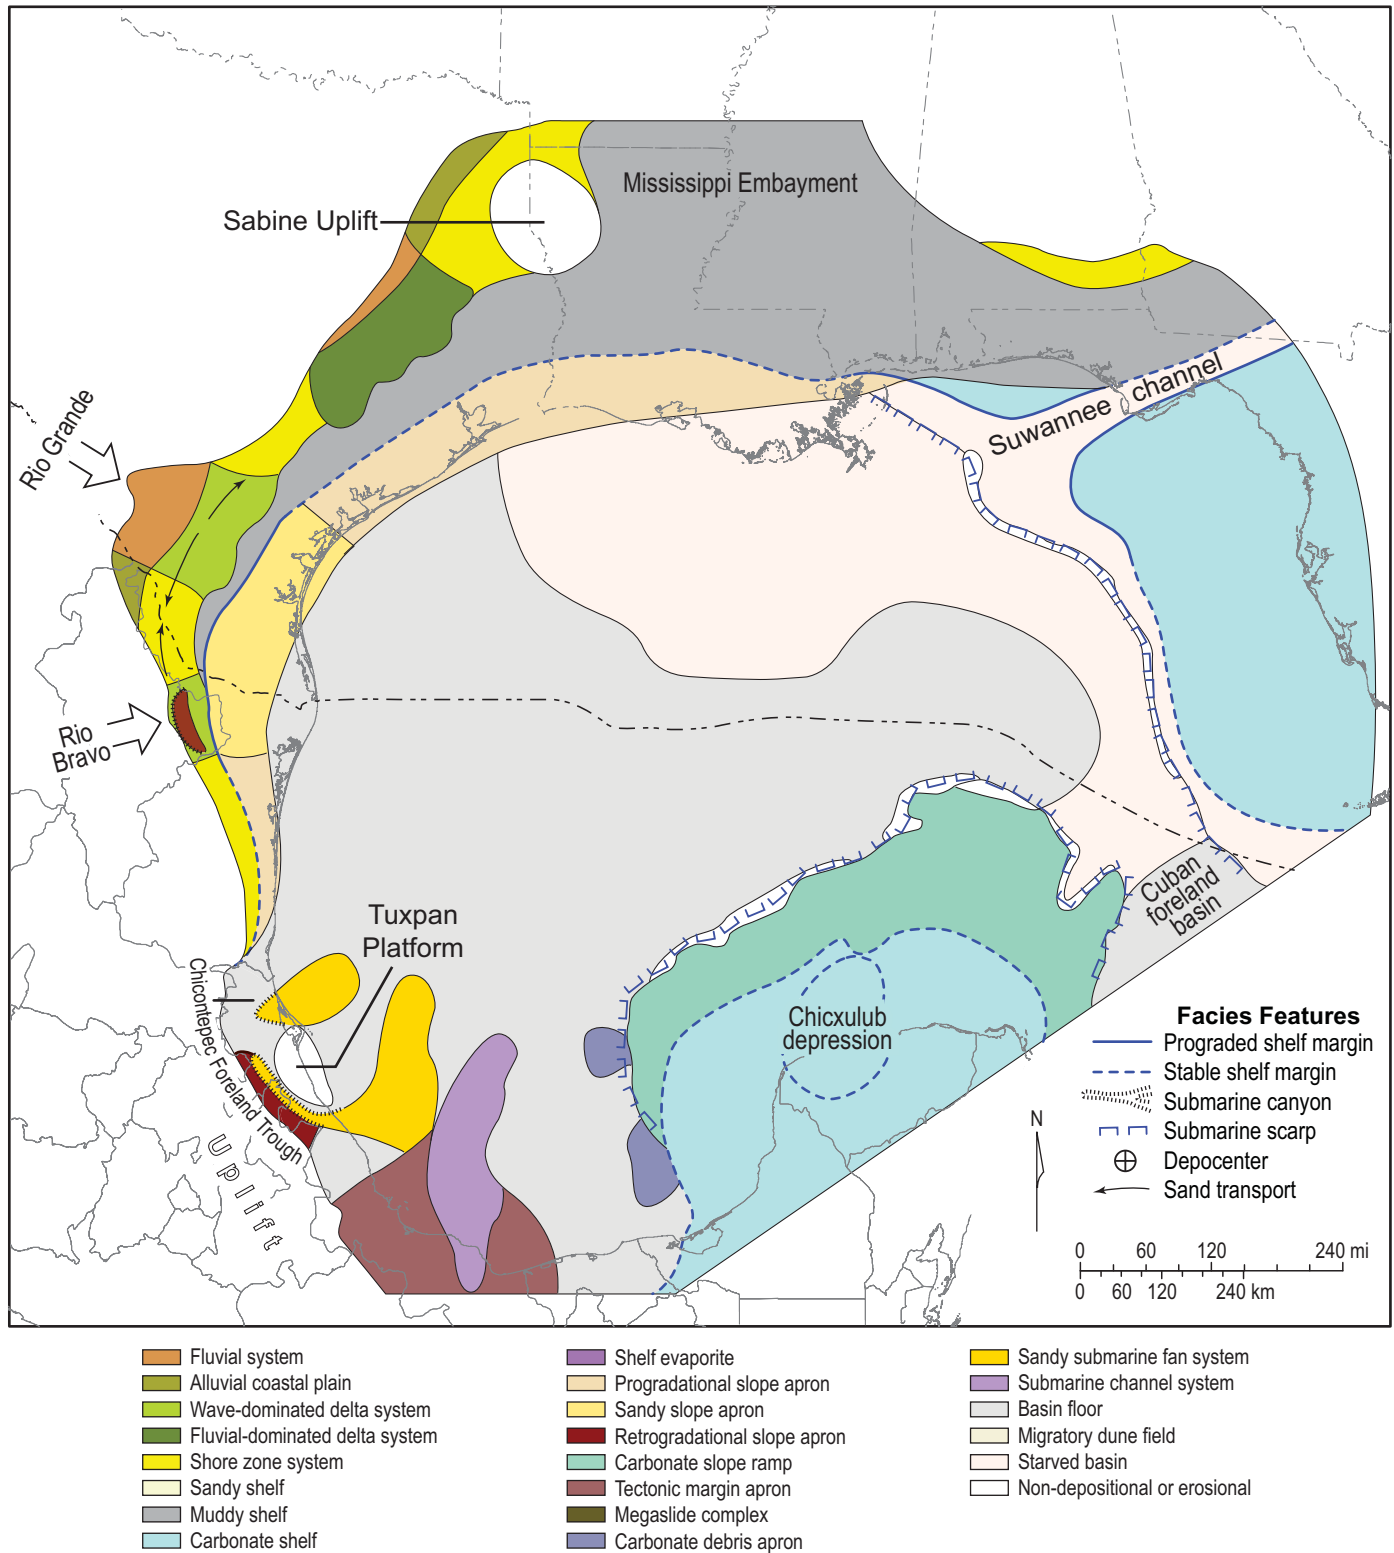 Mississippi Embayment
Sabine Uplift
Suwannee channel
Rio Grande
Rio
Bravo
Tuxpan
Platform
Chicontepec Foreland Trough
Uplift
Cuban
foreland
basin
Chicxulub
depression
N
Facies Features
Prograded shelf margin
Stable shelf margin
Submarine canyon
Submarine scarp
Depocenter
Sand transport
0 60 120 240 mi
0 60 120 240 km
Fluvial system
Alluvial coastal plain
Wave-dominated delta system
Fluvial-dominated delta system
Shore zone system
Sandy shelf
Muddy shelf
Carbonate shelf
Shelf evaporite
Progradational slope apron
Sandy slope apron
Retrogradational slope apron
Carbonate slope ramp
Tectonic margin apron
Megaslide complex
Carbonate debris apron
Sandy submarine fan system
Submarine channel system
Basin floor
Migratory dune field
Starved basin
Non-depositional or erosional